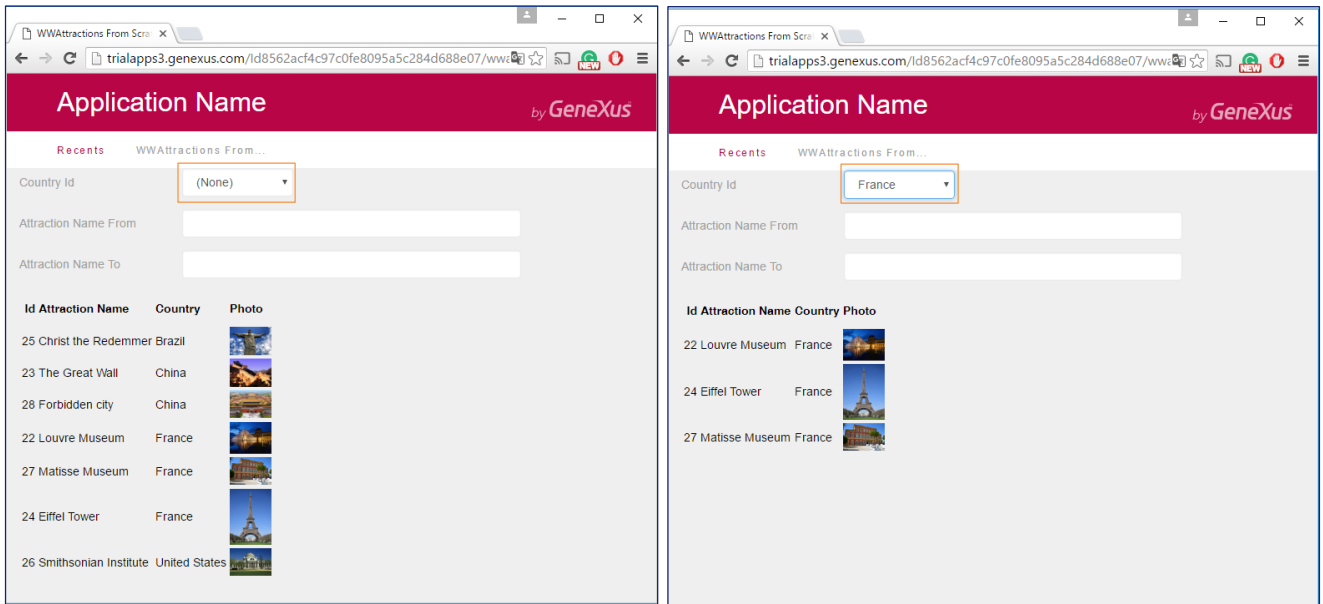 WWAttractions From Scra
trialapps3.genexus.com/Id8562acf4c97c0fe8095a5c284d688e07/wwa
NEW
Application Name
by GeneXus
Recents WWAttractions From...
Country Id (None)
Attraction Name From
Attraction Name To
Id Attraction Name Country Photo
25 Christ the Redemmer Brazil
23 The Great Wall China
28 Forbidden city China
22 Louvre Museum France
27 Matisse Museum France
24 Eiffel Tower France
26 Smithsonian Institute United States
WWAttractions From Scra
trialapps3.genexus.com/Id8562acf4c97c0fe8095a5c284d688e07/wwa
NEW
Application Name
by GeneXus
Recents WWAttractions From...
Country Id France
Attraction Name From
Attraction Name To
Id Attraction Name Country Photo
22 Louvre Museum France
24 Eiffel Tower France
27 Matisse Museum France